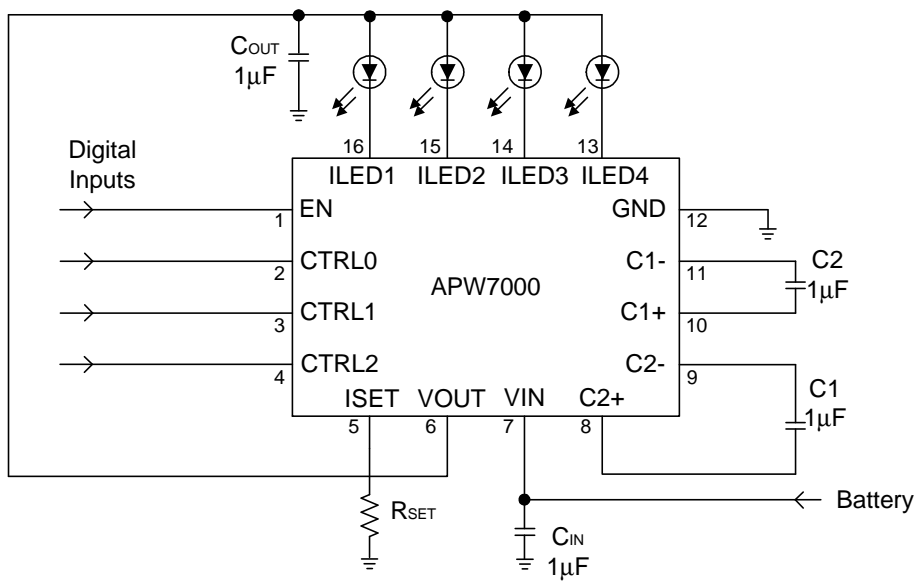 COUT
1μF
16
15
14
13
Digital
Inputs
ILED1
ILED2
ILED3
ILED4
1
EN
GND
12
2
CTRL0
C1-
11
C2
1μF
APW7000
3
CTRL1
C1+
10
4
CTRL2
C2-
9
C1
1μF
ISET
VOUT
VIN
C2+
5
6
7
8
RSET
Battery
CIN
1μF